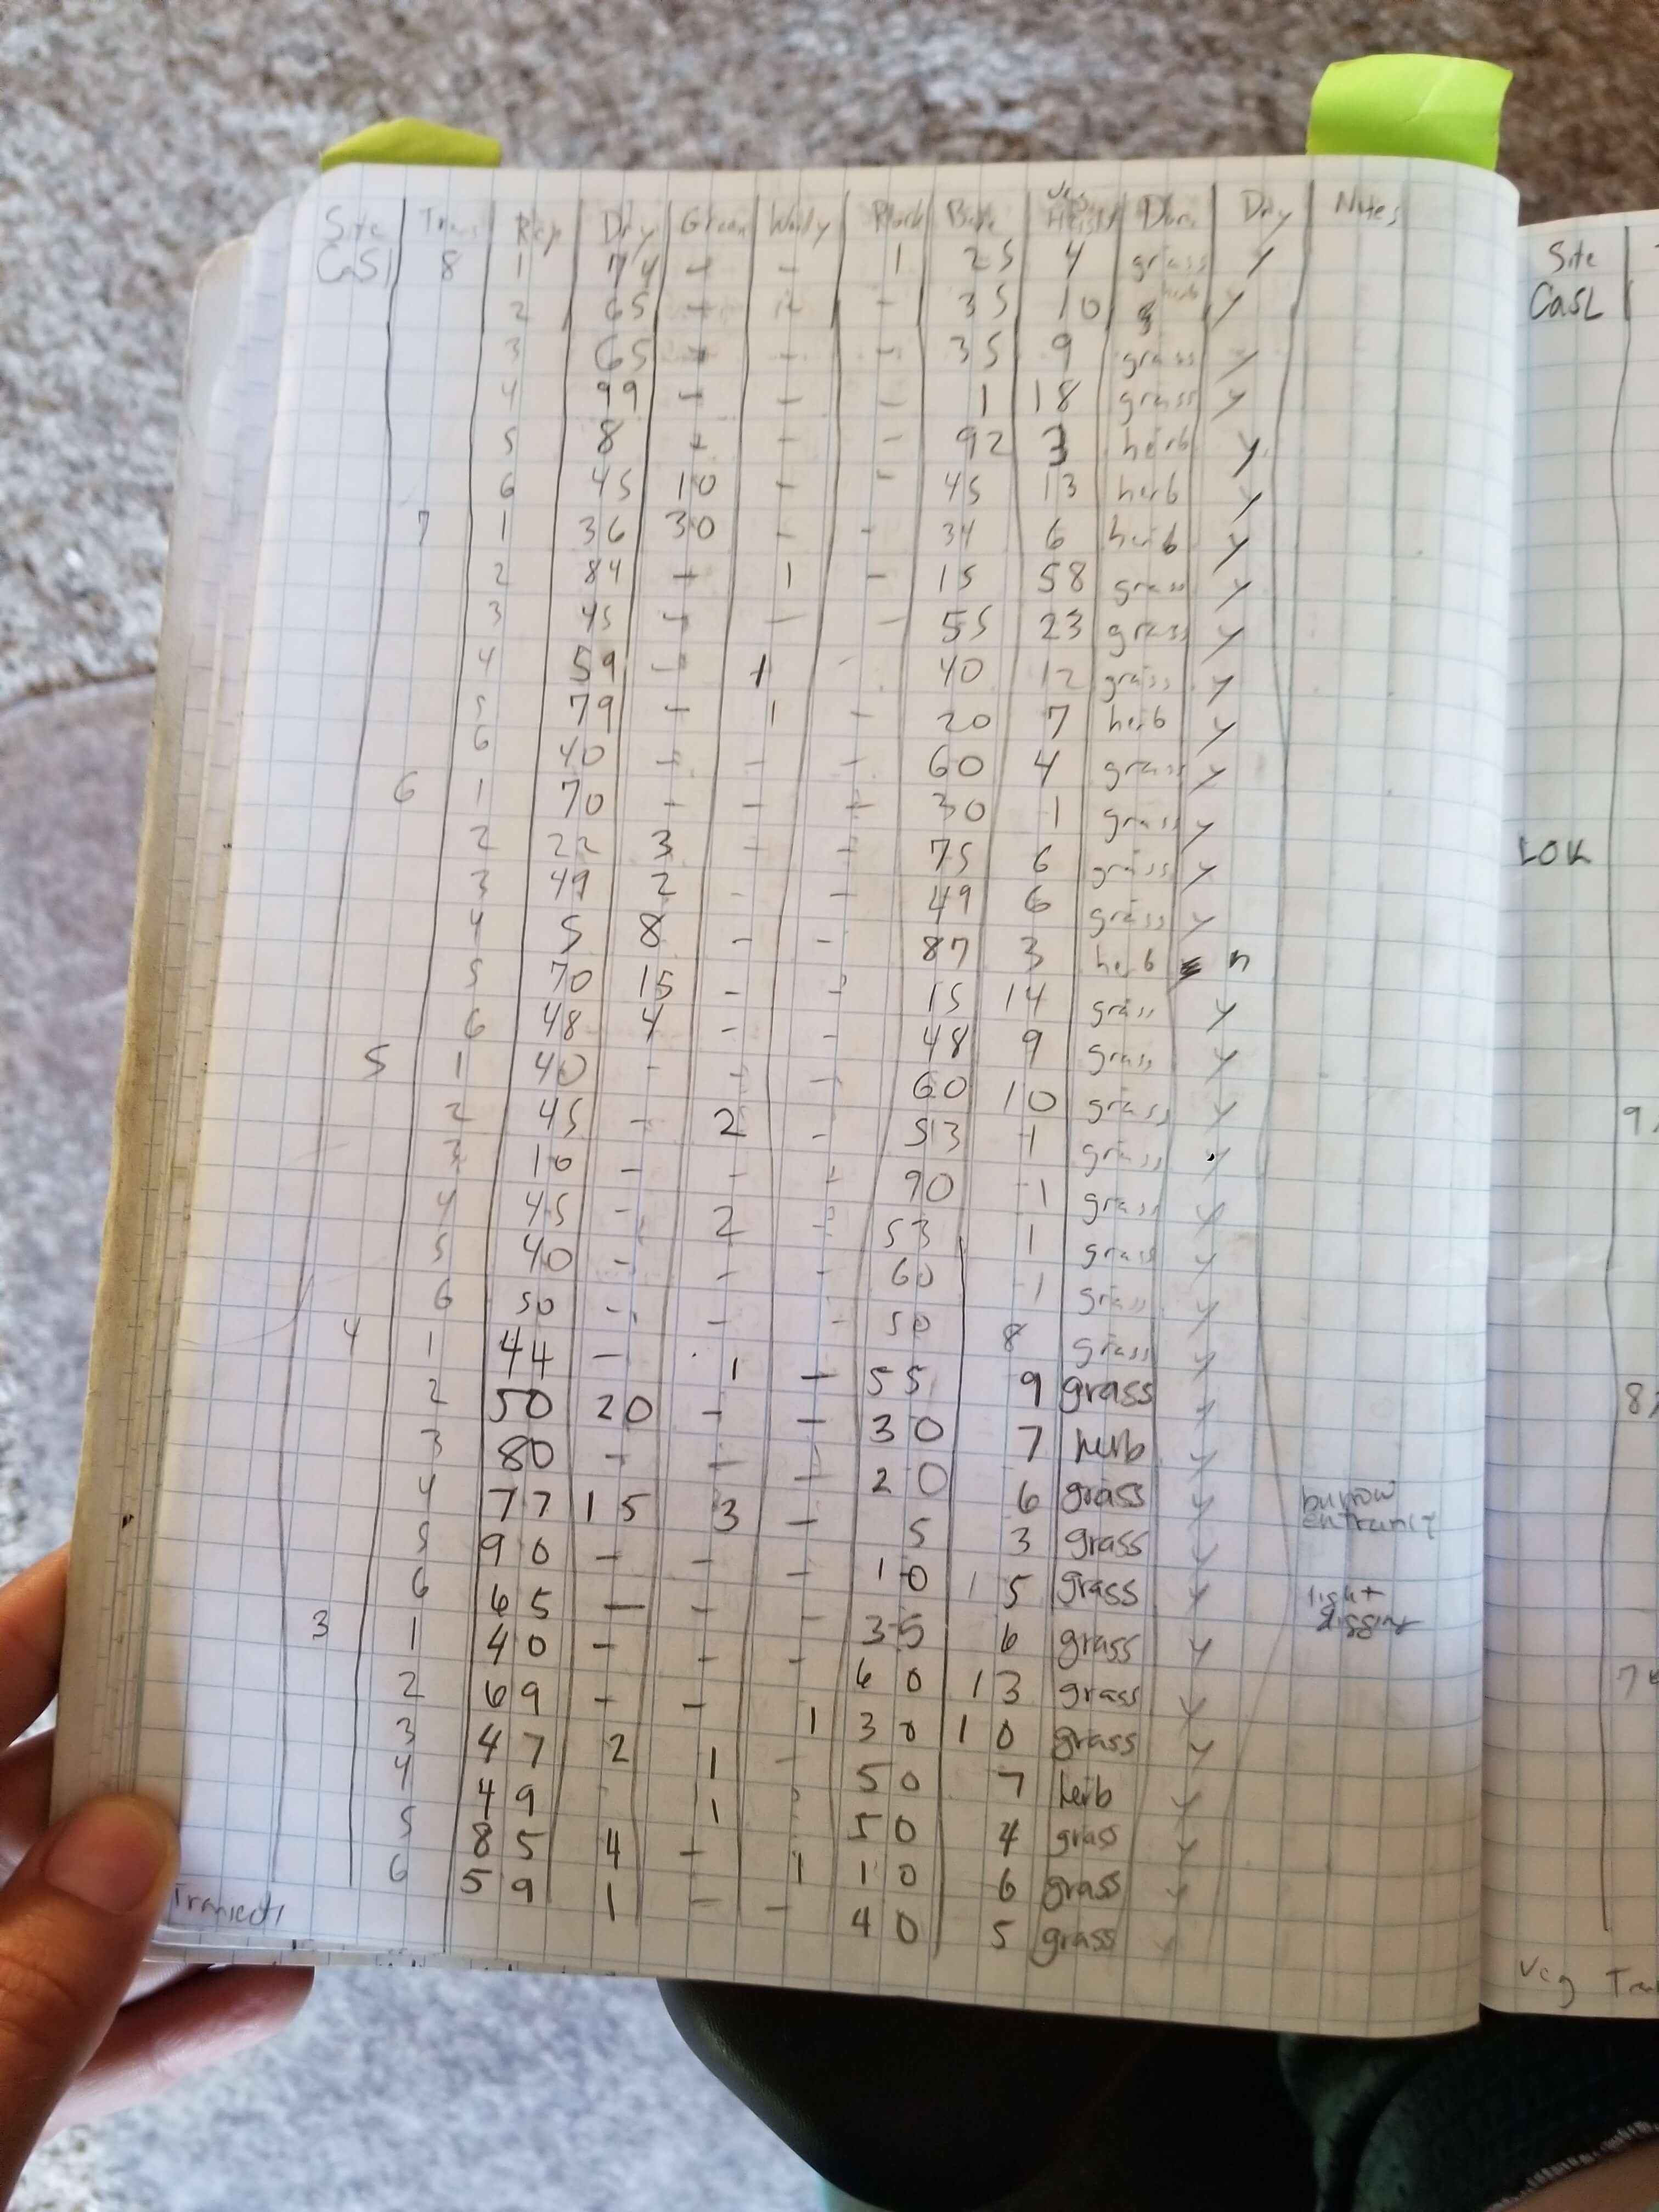 Site Trans Rep Dry Green Woody Rock Bare Veg Height Dom Dry Notes
CaSL 8 1 74 - - 1 25 4 grass y
2 65 - - - 35 10 herb y
3 65 - - - 35 9 grass y
4 99 - - - 1 18 grass y
5 8 - - - 92 3 herb y
6 45 10 - - 45 13 herb y
7 1 36 30 - - 34 6 herb y
2 84 - 1 - 15 58 grass y
3 45 - - - 55 23 grass y
4 59 - 1 - 40 12 grass y
5 79 - 1 - 20 7 herb y
6 40 - - - 60 4 grass y
6 1 70 - - - 30 1 grass y
2 22 3 - - 75 6 grass y
3 49 2 - - 49 6 grass y
4 5 8 - - 87 3 herb n
5 70 15 - - 15 14 grass y
6 48 4 - - 48 9 grass y
5 1 40 - - - 60 10 grass y
2 45 - 2 - 53 1 grass y
3 10 - - - 90 1 grass y
4 45 - 2 - 53 1 grass y
5 40 - - - 60 1 grass y
6 50 - - - 50 8 grass y
4 1 44 - 1 - 55 9 grass y
2 50 20 - - 30 7 herb y
3 80 - - - 20 6 grass y burrow entrance
4 77 15 3 - 5 3 grass y
5 90 - - - 10 15 grass y light digging
6 65 - - - 35 6 grass y
3 1 40 - - - 60 13 grass y
2 69 - - 1 30 10 grass y
3 47 2 1 - 50 7 herb y
4 49 - 1 - 50 4 grass y
5 85 4 - 1 10 6 grass y
6 59 1 - - 40 5 grass y
Transect
Site
CaSL
LOK
9
8
7
Veg